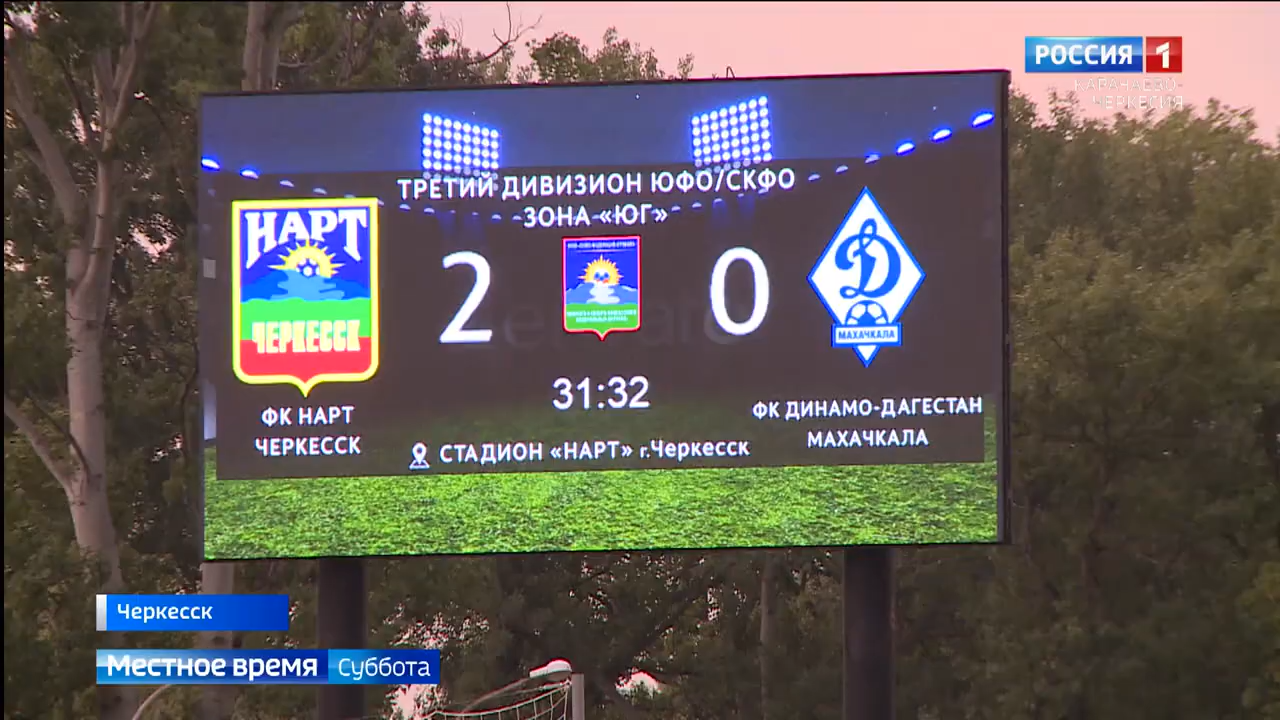 РОССИЯ 1
КАРАЧАЕВО-
ЧЕРКЕСИЯ
ТРЕТИЙ ДИВИЗИОН ЮФО/СКФО
ЗОНА «ЮГ»
НАРТ
ЧЕРКЕССК
2
0
МАХАЧКАЛА
31:32
ФК НАРТ
ЧЕРКЕССК
ФК ДИНАМО-ДАГЕСТАН
МАХАЧКАЛА
СТАДИОН «НАРТ» г.Черкесск
Черкесск
Местное время Суббота